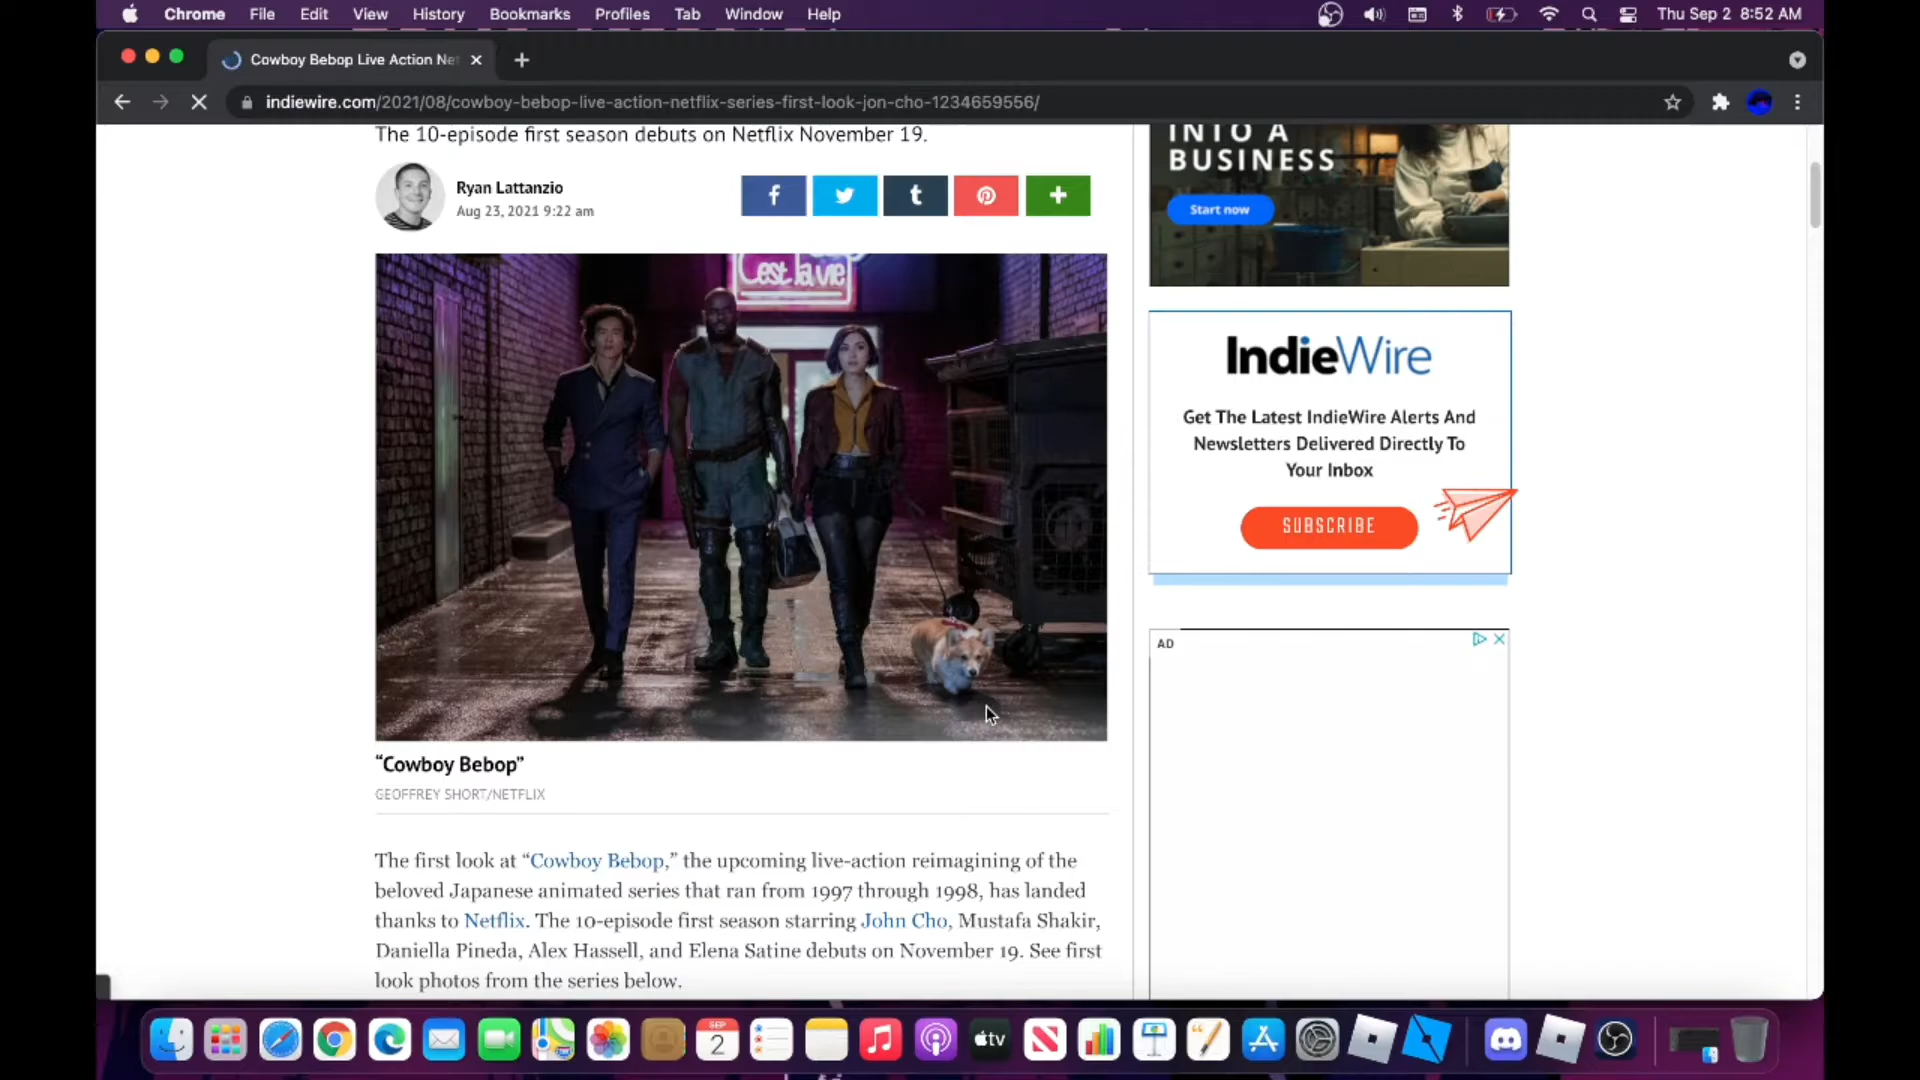 Chrome File Edit View History Bookmarks Profiles Tab Window Help
Thu Sep 2 8:52 AM
Cowboy Bebop Live Action Ne
indiewire.com/2021/08/cowboy-bebop-live-action-netflix-series-first-look-jon-cho-1234659556/
The 10-episode first season debuts on Netflix November 19.
Ryan Lattanzio
Aug 23, 2021 9:22 am
INTO A
BUSINESS
Start now
C'est la vie
IndieWire
Get The Latest IndieWire Alerts And
Newsletters Delivered Directly To
Your Inbox
SUBSCRIBE
AD
“Cowboy Bebop”
GEOFFREY SHORT/NETFLIX
The first look at “Cowboy Bebop,” the upcoming live-action reimagining of the
beloved Japanese animated series that ran from 1997 through 1998, has landed
thanks to Netflix. The 10-episode first season starring John Cho, Mustafa Shakir,
Daniella Pineda, Alex Hassell, and Elena Satine debuts on November 19. See first
look photos from the series below.
SEP
2
tv